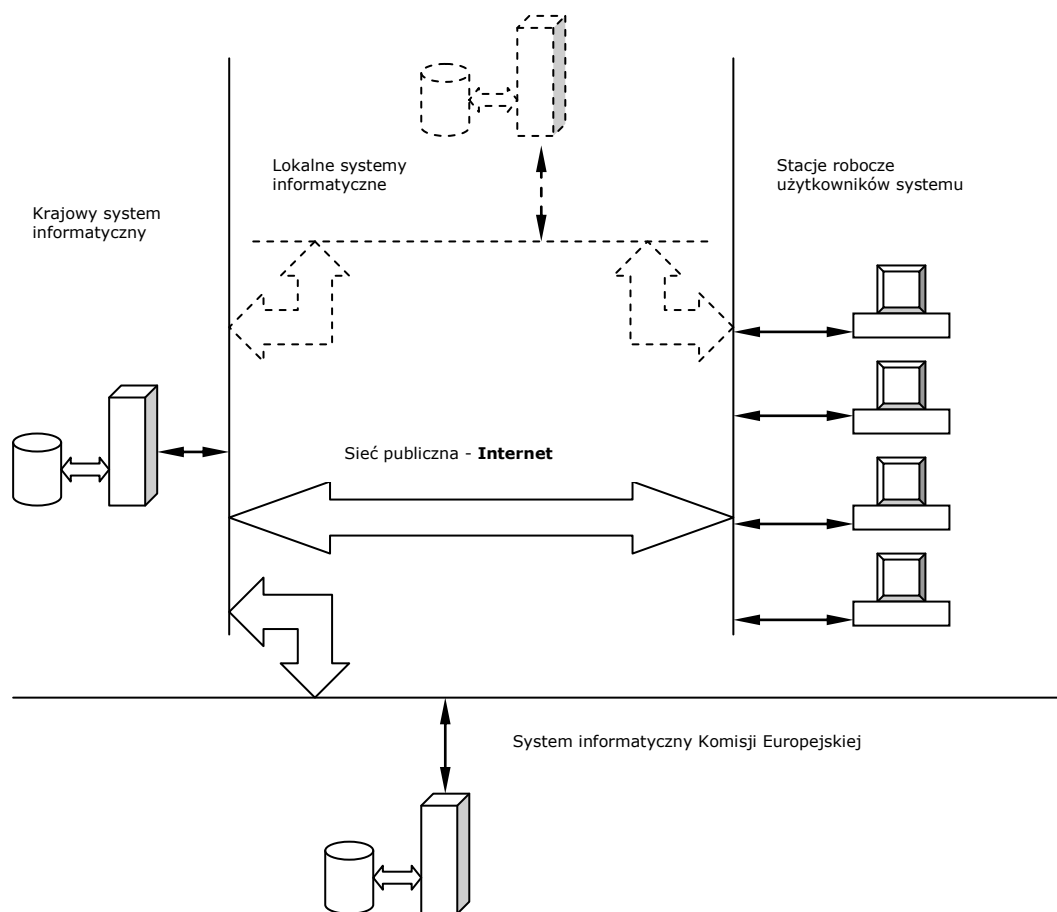 Lokalne systemy
informatyczne
Stacje robocze
użytkowników systemu
Krajowy system
informatyczny
Sieć publiczna - Internet
System informatyczny Komisji Europejskiej